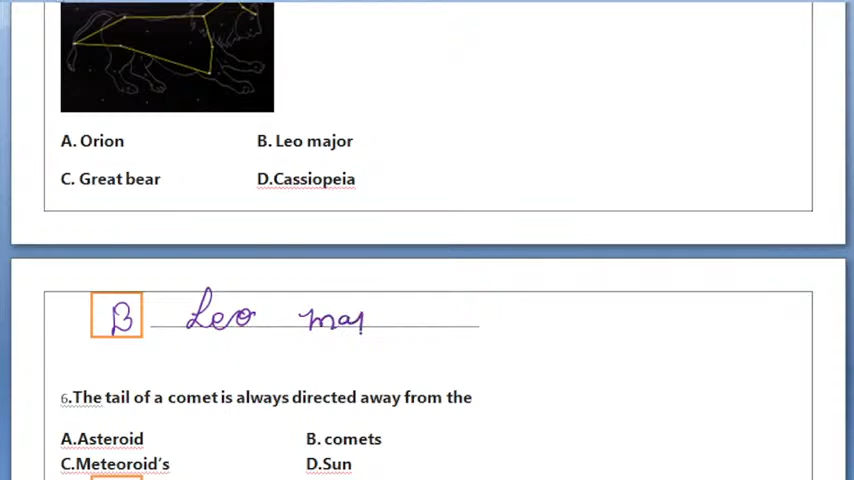 A. Orion B. Leo major
C. Great bear D.Cassiopeia
B Leo maj
6.The tail of a comet is always directed away from the
A.Asteroid B. comets
C.Meteoroid's D.Sun